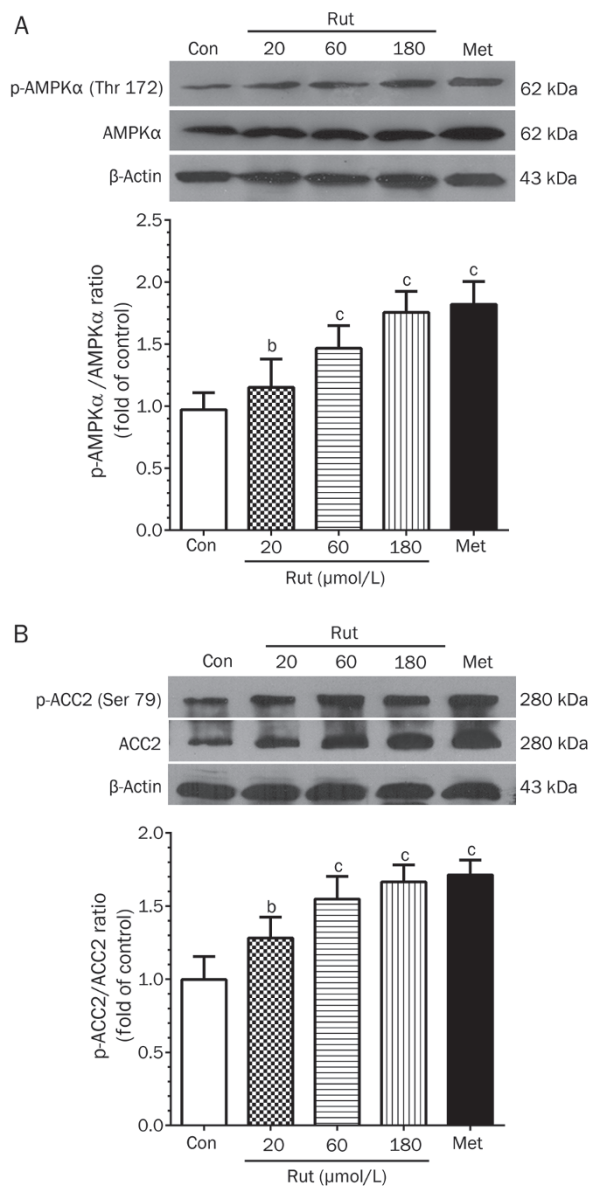 A
Rut
Con 20 60 180 Met
p-AMPKα (Thr 172) 62 kDa
AMPKα 62 kDa
β-Actin 43 kDa
p-AMPKα /AMPKα ratio
(fold of control)
2.5
2.0
1.5
1.0
0.5
0.0
b
c
c
c
Con 20 60 180 Met
Rut (μmol/L)
B
Rut
Con 20 60 180 Met
p-ACC2 (Ser 79) 280 kDa
ACC2 280 kDa
β-Actin 43 kDa
p-ACC2/ACC2 ratio
(fold of control)
2.0
1.5
1.0
0.5
0.0
b
c
c
c
Con 20 60 180 Met
Rut (μmol/L)